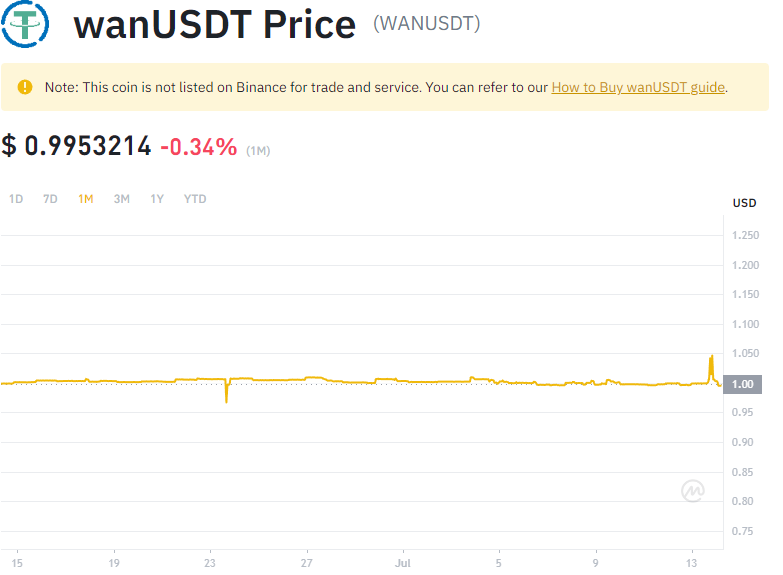 wanUSDT Price (WANUSDT)
Note: This coin is not listed on Binance for trade and service. You can refer to our How to Buy wanUSDT guide.
$ 0.9953214 -0.34% (1M)
1D 7D 1M 3M 1Y YTD
USD
1.250
1.200
1.150
1.100
1.050
1.00
0.95
0.90
0.85
0.80
0.75
15 19 23 27 Jul 5 9 13